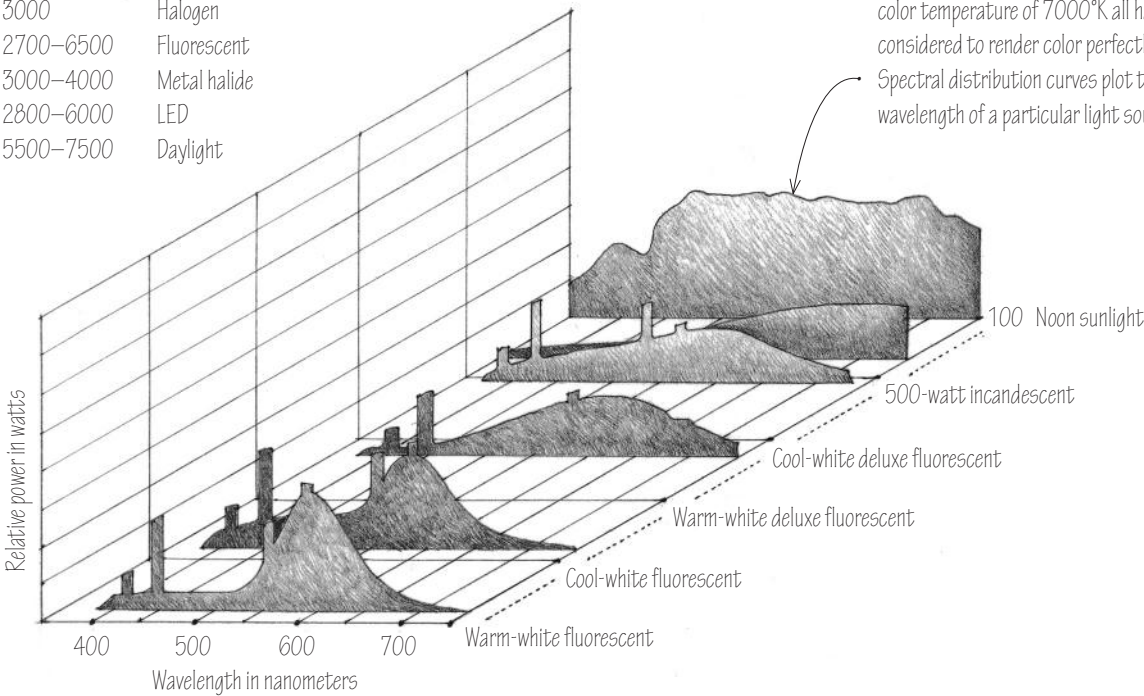 3000 Halogen
2700–6500 Fluorescent
3000–4000 Metal halide
2800–6000 LED
5500–7500 Daylight
color temperature of 7000°K all h
considered to render color perfectl
Spectral distribution curves plot t
wavelength of a particular light sou
100 Noon sunlight
500-watt incandescent
Cool-white deluxe fluorescent
Warm-white deluxe fluorescent
Cool-white fluorescent
Warm-white fluorescent
Relative power in watts
400 500 600 700
Wavelength in nanometers